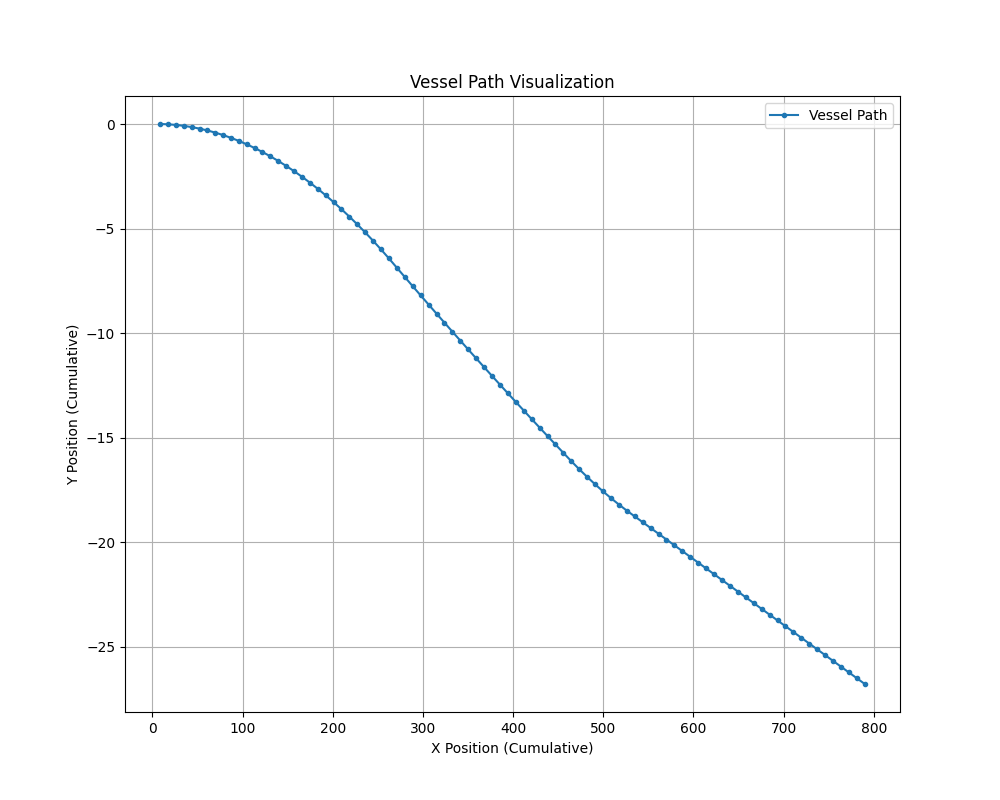 Vessel Path Visualization
Vessel Path
0
−5
−10
−15
−20
−25
Y Position (Cumulative)
0 100 200 300 400 500 600 700 800
X Position (Cumulative)